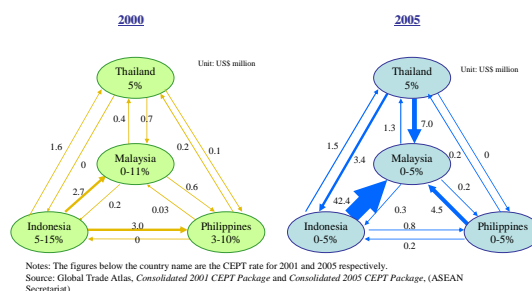 2000
2005
Unit: US$ million
Unit: US$ million
Thailand
5%
Thailand
5%
0.4
0.7
1.6
0
0.2
0.1
Malaysia
0-11%
2.7
0.2
0.6
0.03
Indonesia
5-15%
3.0
0
Philippines
3-10%
1.3
7.0
1.5
3.4
0.2
0
Malaysia
0-5%
42.4
0.3
0.2
4.5
Indonesia
0-5%
0.8
0.2
Philippines
0-5%
Notes: The figures below the country name are the CEPT rate for 2001 and 2005 respectively.
Source: Global Trade Atlas, Consolidated 2001 CEPT Package and Consolidated 2005 CEPT Package, (ASEAN
Secretariat)